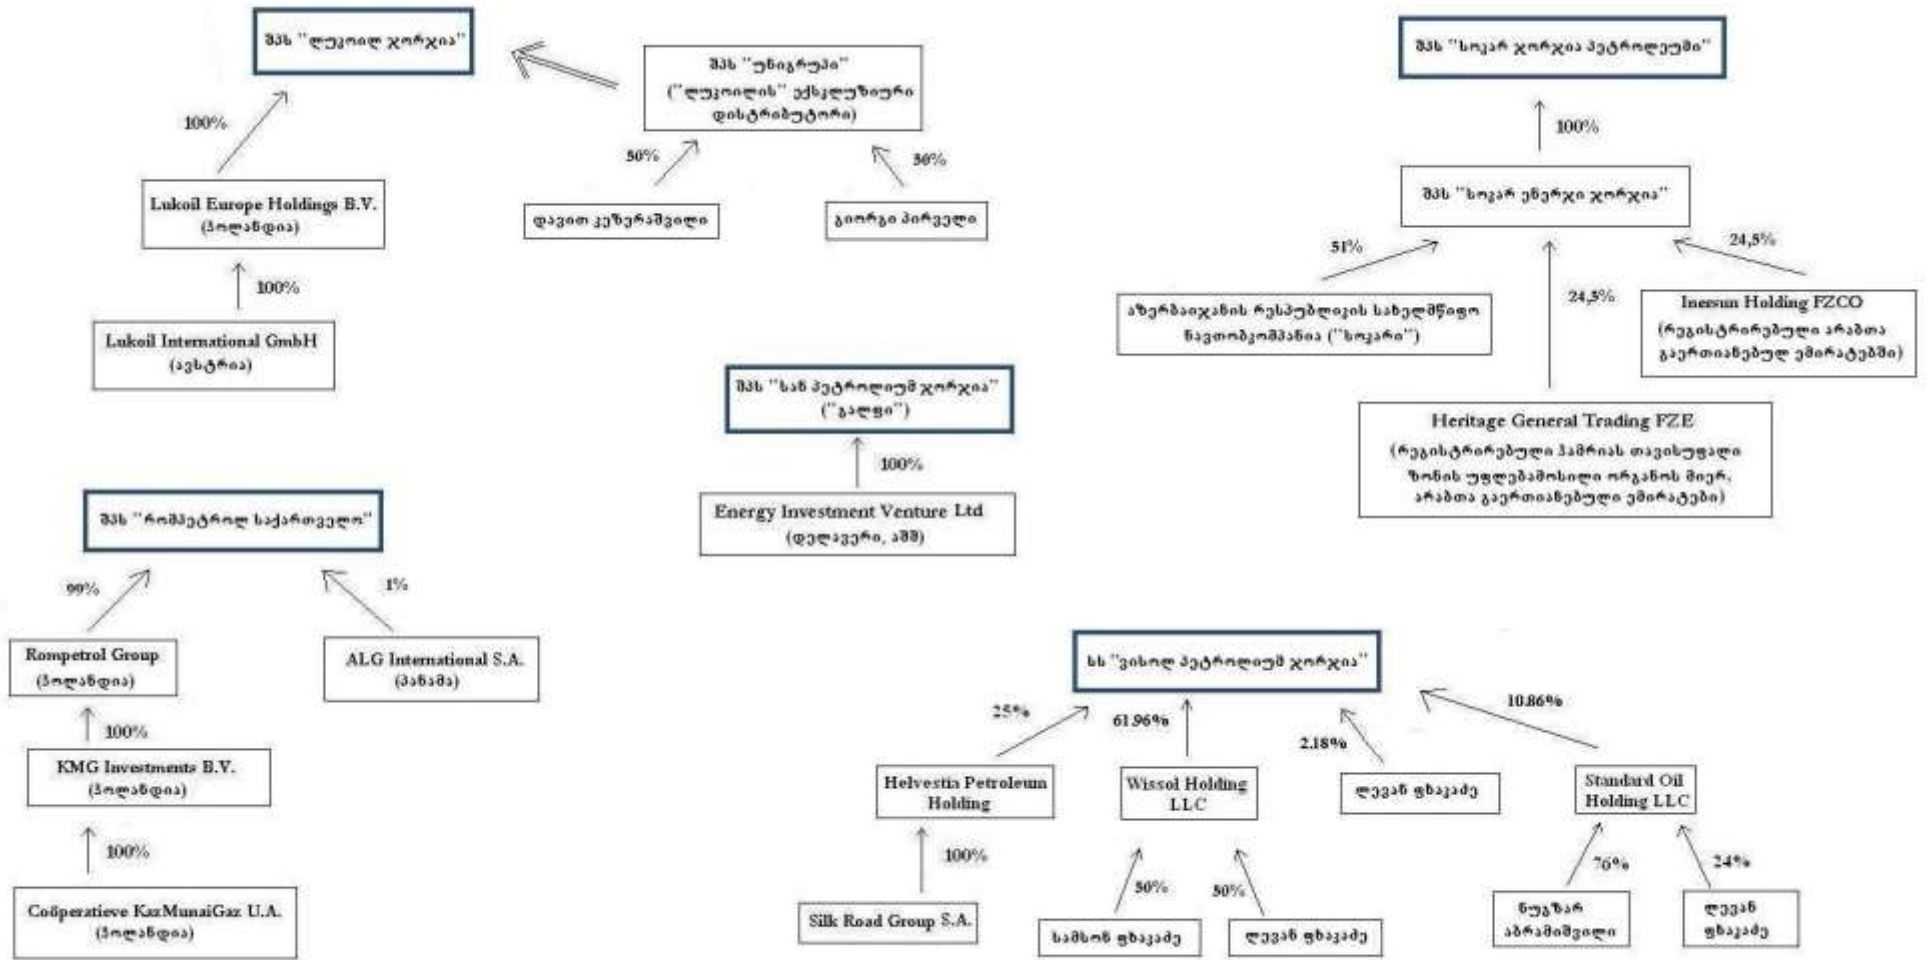 შპს "ლუკოილ ჯორჯია"
შპს "უნიგრუპი"
("ლუკოილის" ექსკლუზიური
დისტრიბუტორი)
100%
50%
50%
Lukoil Europe Holdings B.V.
(ჰოლანდია)
დავით კეზერაშვილი
გიორგი პირველი
100%
Lukoil International GmbH
(ავსტრია)
შპს "სოკარ ჯორჯია პეტროლეუმი"
100%
შპს "სოკარ ენერჯი ჯორჯია"
51%
24,5%
24,5%
აზერბაიჯანის რესპუბლიკის სახელმწიფო
ნავთობკომპანია ("სოკარი")
Inersun Holding FZCO
(რეგისტრირებული არაბთა
გაერთიანებულ ემირატებში)
Heritage General Trading FZE
(რეგისტრირებული ჰამრიას თავისუფალი
ზონის უფლებამოსილი ორგანოს მიერ,
არაბთა გაერთიანებული ემირატები)
შპს "სან პეტროლიუმ ჯორჯია"
("გალფი")
100%
Energy Investment Venture Ltd
(დელავერი, აშშ)
შპს "რომპეტროლ საქართველო"
99%
1%
Rompetrol Group
(ჰოლანდია)
ALG International S.A.
(პანამა)
100%
KMG Investments B.V.
(ჰოლანდია)
100%
Coöperatieve KazMunaiGaz U.A.
(ჰოლანდია)
სს "ვისოლ პეტროლიუმ ჯორჯია"
25%
61.96%
2.18%
10.86%
Helvestia Petroleum
Holding
Wissol Holding
LLC
ლევან ფხაკაძე
Standard Oil
Holding LLC
100%
50%
50%
76%
24%
Silk Road Group S.A.
სამსონ ფხაკაძე
ლევან ფხაკაძე
ნუგზარ
აბრამიშვილი
ლევან
ფხაკაძე